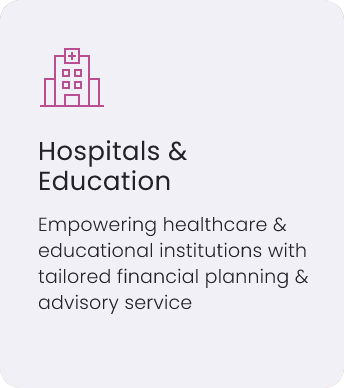 Hospitals &
Education
Empowering healthcare &
educational institutions with
tailored financial planning &
advisory service